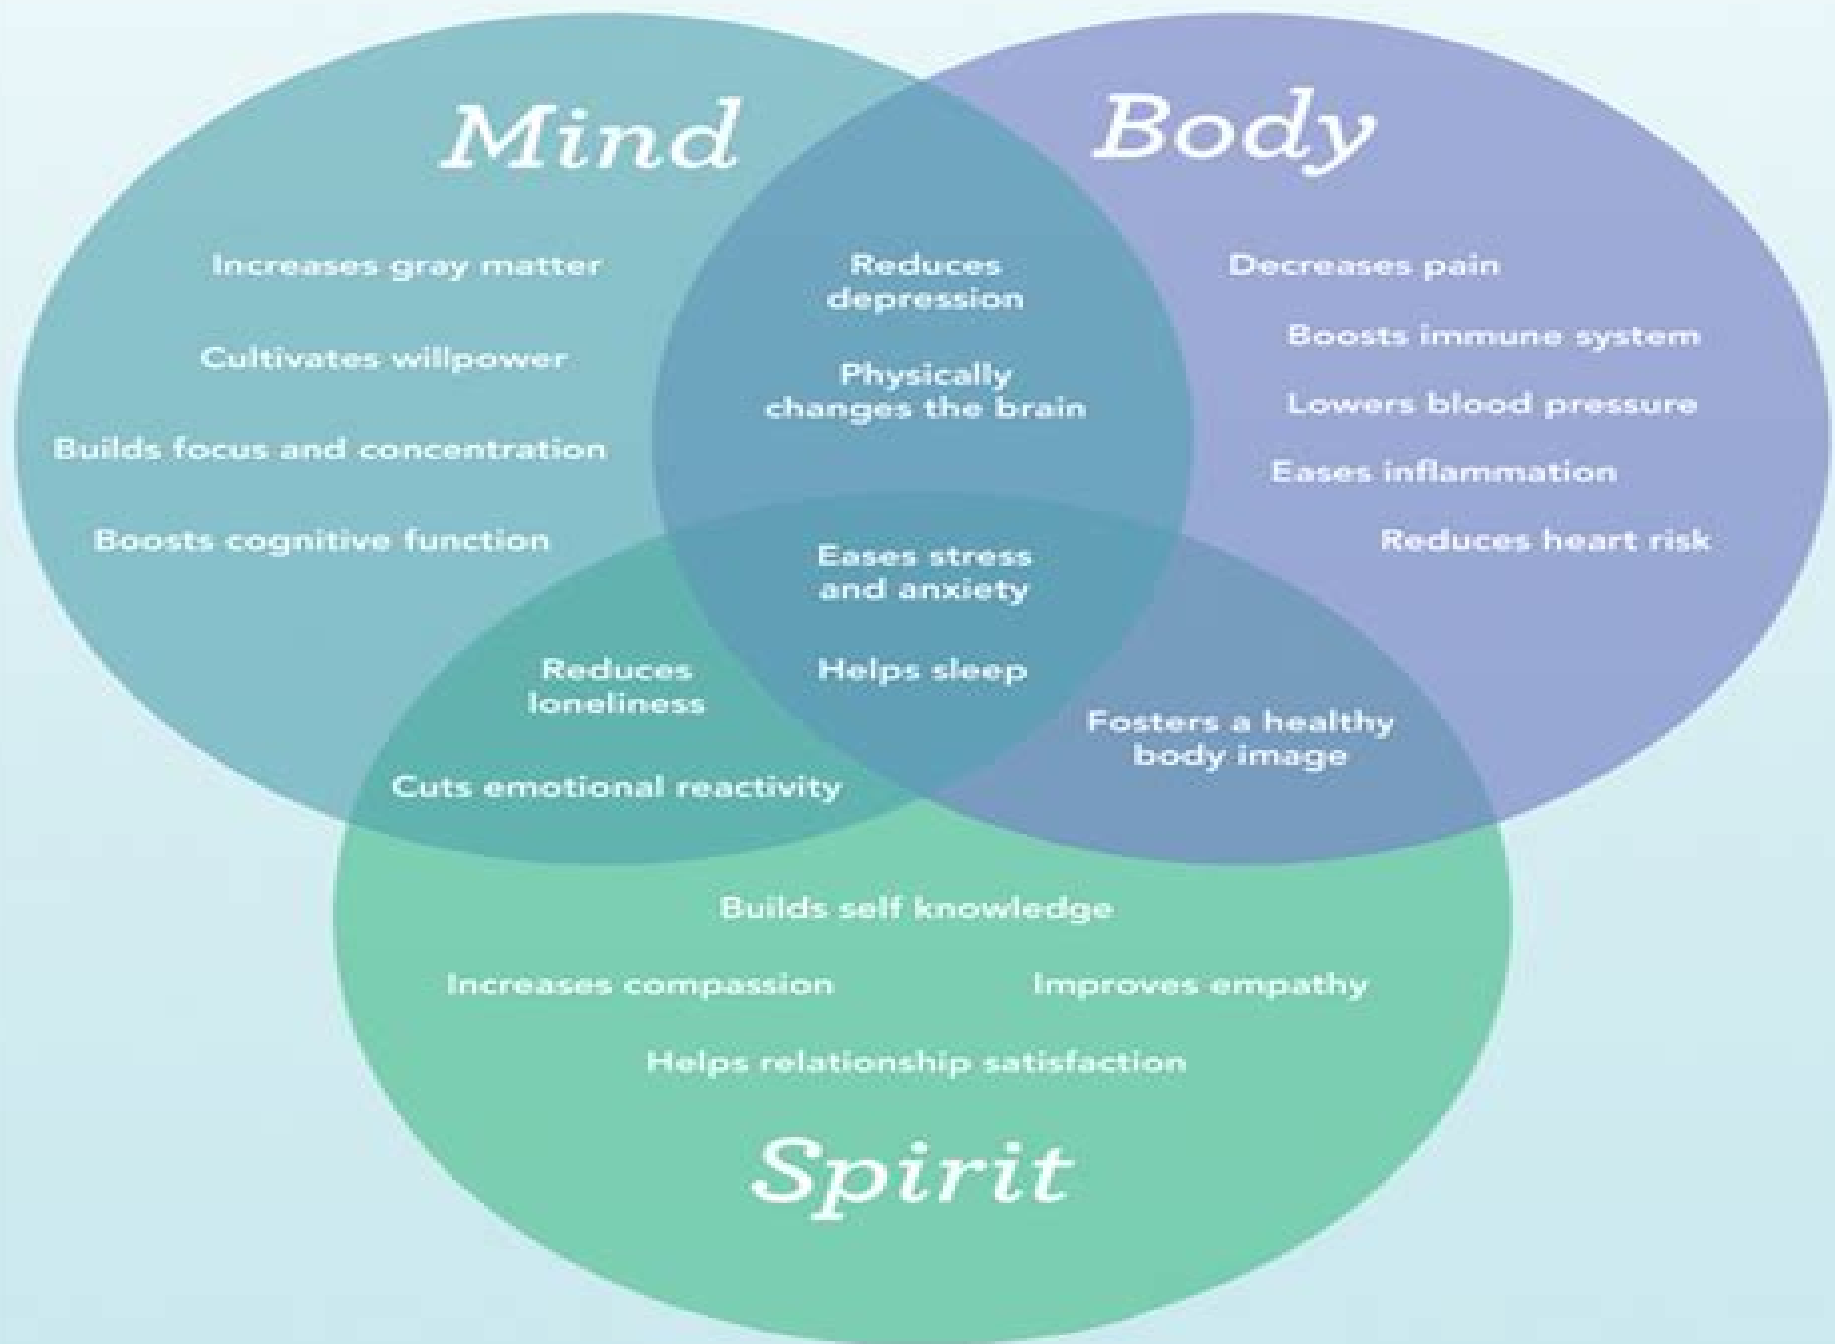 Mind
Body
Increases gray matter
Cultivates willpower
Builds focus and concentration
Boosts cognitive function
Reduces
depression
Physically
changes the brain
Decreases pain
Boosts immune system
Lowers blood pressure
Eases inflammation
Reduces heart risk
Eases stress
and anxiety
Helps sleep
Reduces
loneliness
Cuts emotional reactivity
Fosters a healthy
body image
Builds self knowledge
Increases compassion
Improves empathy
Helps relationship satisfaction
Spirit